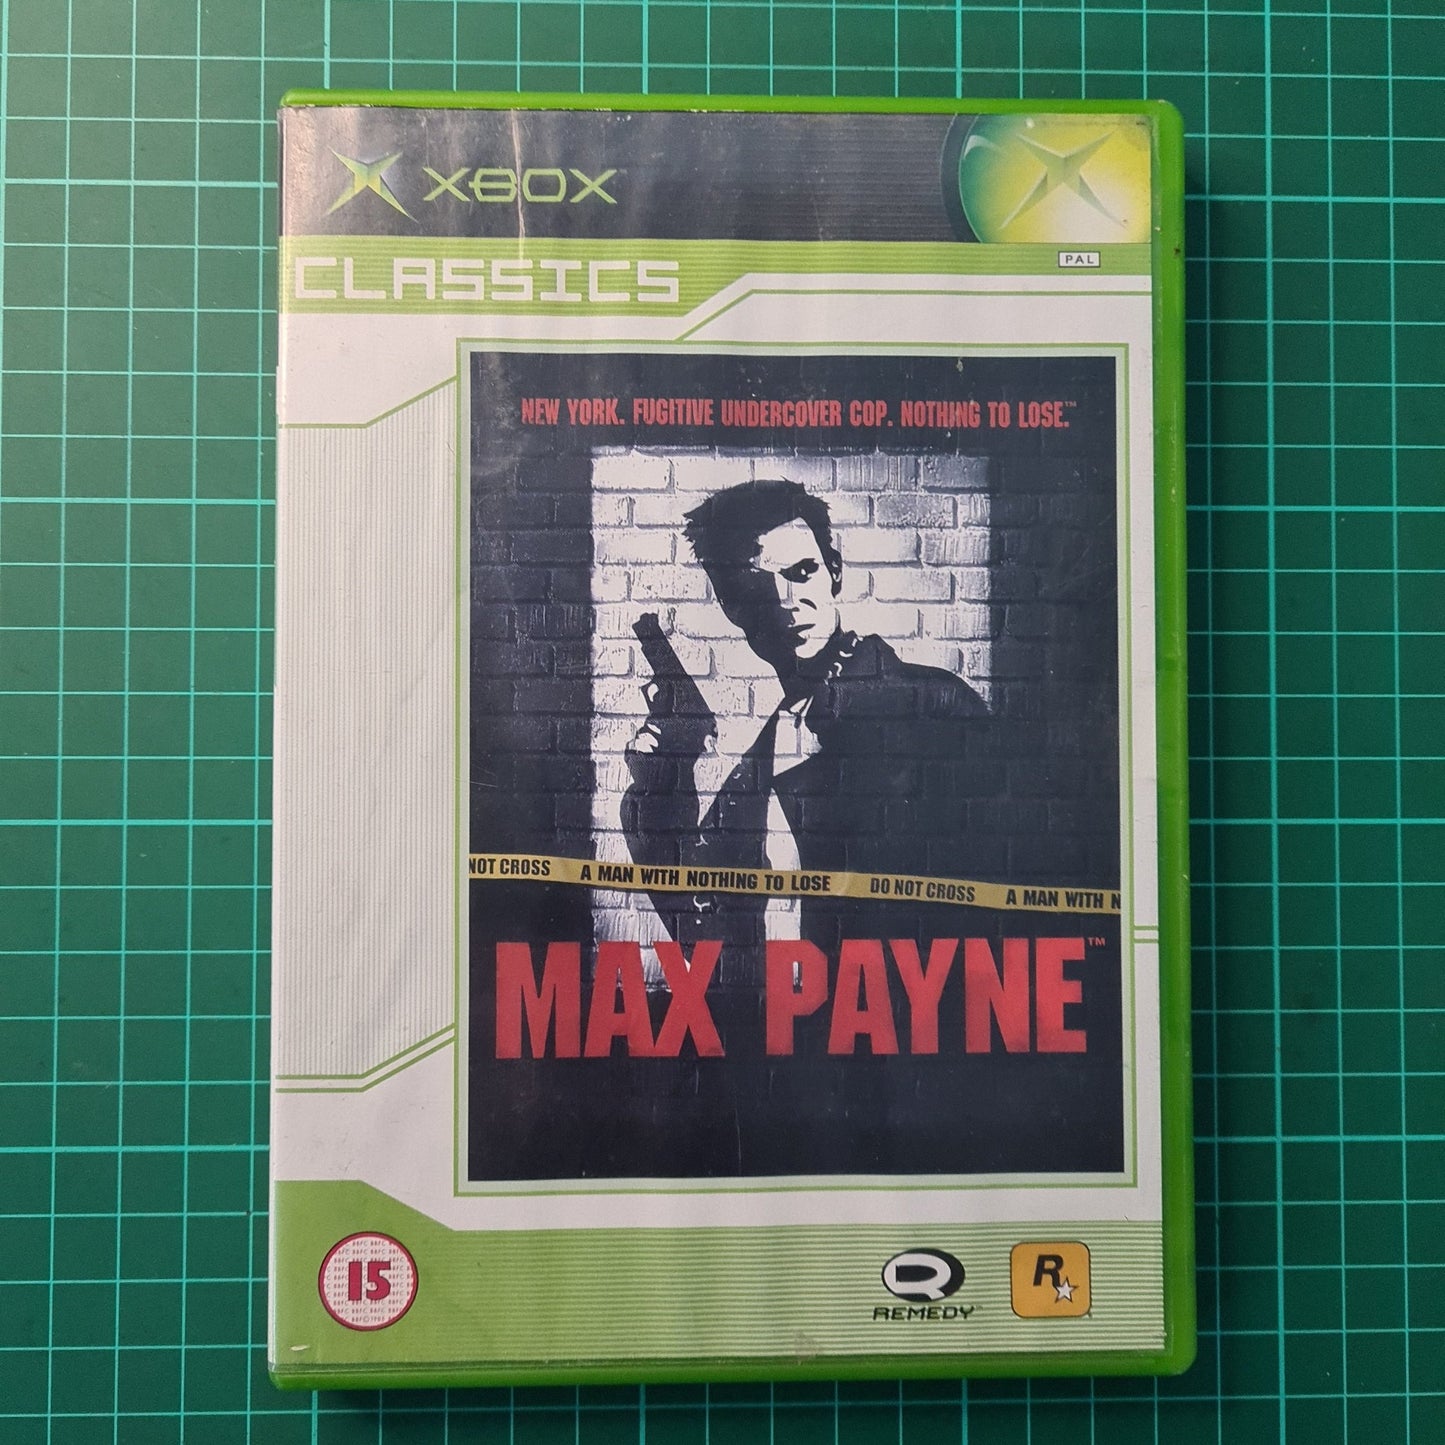 XBOX
CLASSICS
PAL
NEW YORK. FUGITIVE UNDERCOVER COP. NOTHING TO LOSE.™
NOT CROSS A MAN WITH NOTHING TO LOSE DO NOT CROSS A MAN WITH N
MAX PAYNE™
15
REMEDY™
R